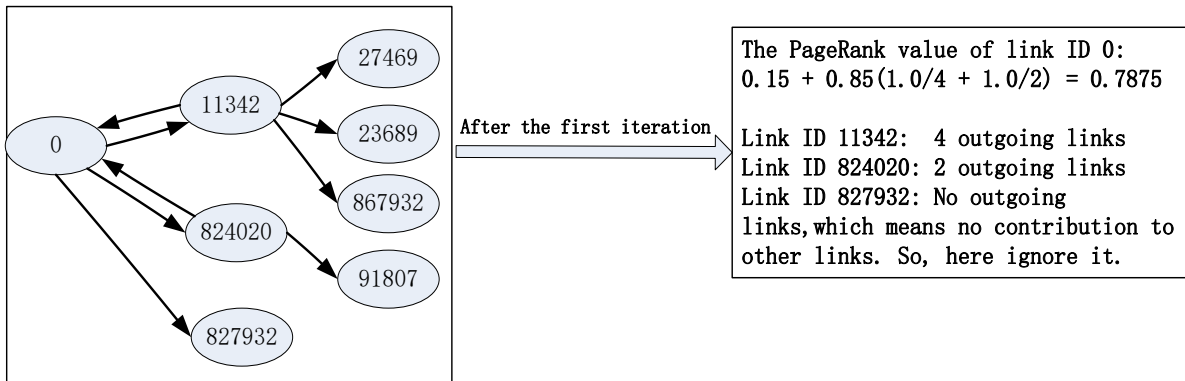 27469
11342
0
23689
867932
824020
91807
827932
After the first iteration
The PageRank value of link ID 0:
0.15 + 0.85(1.0/4 + 1.0/2) = 0.7875
Link ID 11342:  4 outgoing links
Link ID 824020: 2 outgoing links
Link ID 827932: No outgoing
links,which means no contribution to
other links. So, here ignore it.